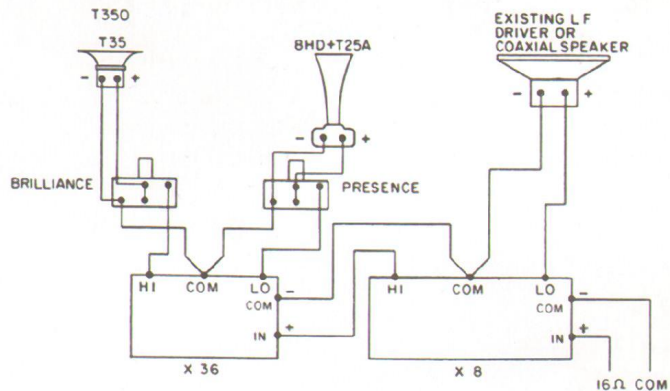 T350
T35
- +
8HD+T25A
- +
EXISTING LF
DRIVER OR
COAXIAL SPEAKER
- +
BRILLIANCE
PRESENCE
HI COM LO
-
COM
+
IN
X 36
HI COM LO
-
COM
+
IN
X 8
16Ω COM